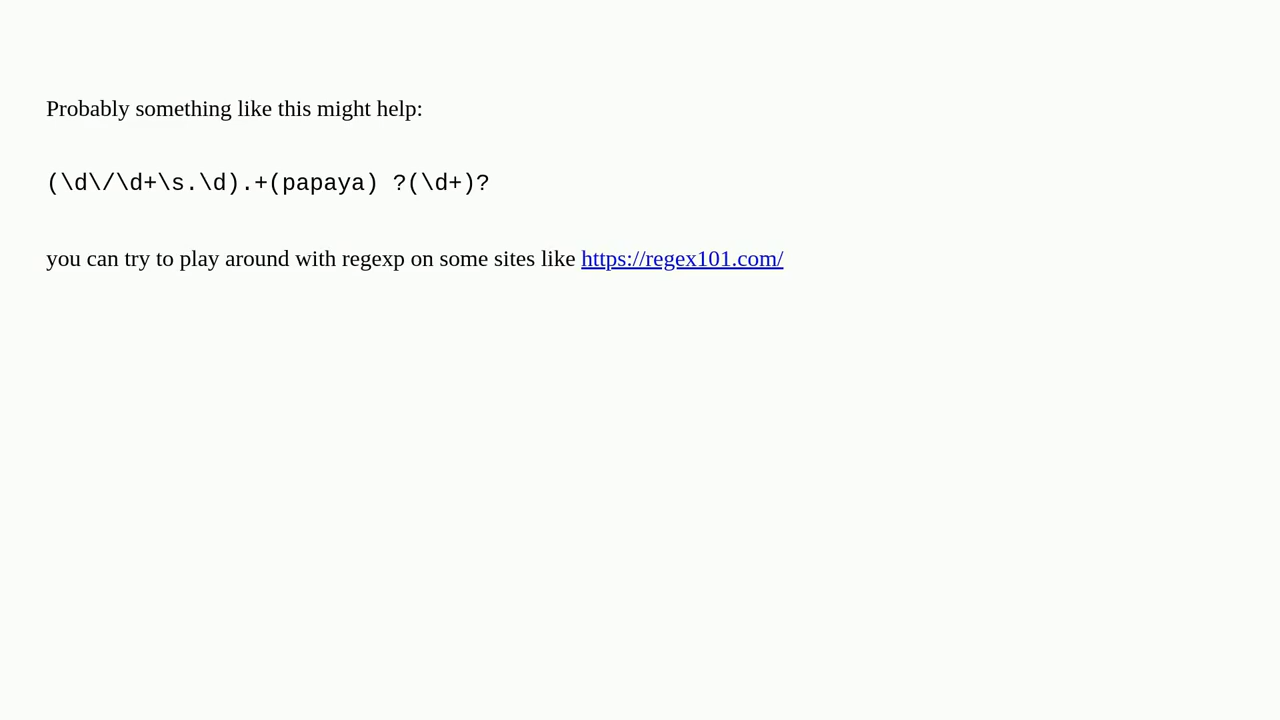 Probably something like this might help:
(\d\/\d+\s.\d).+(papaya) ?(\d+)?
you can try to play around with regexp on some sites like https://regex101.com/